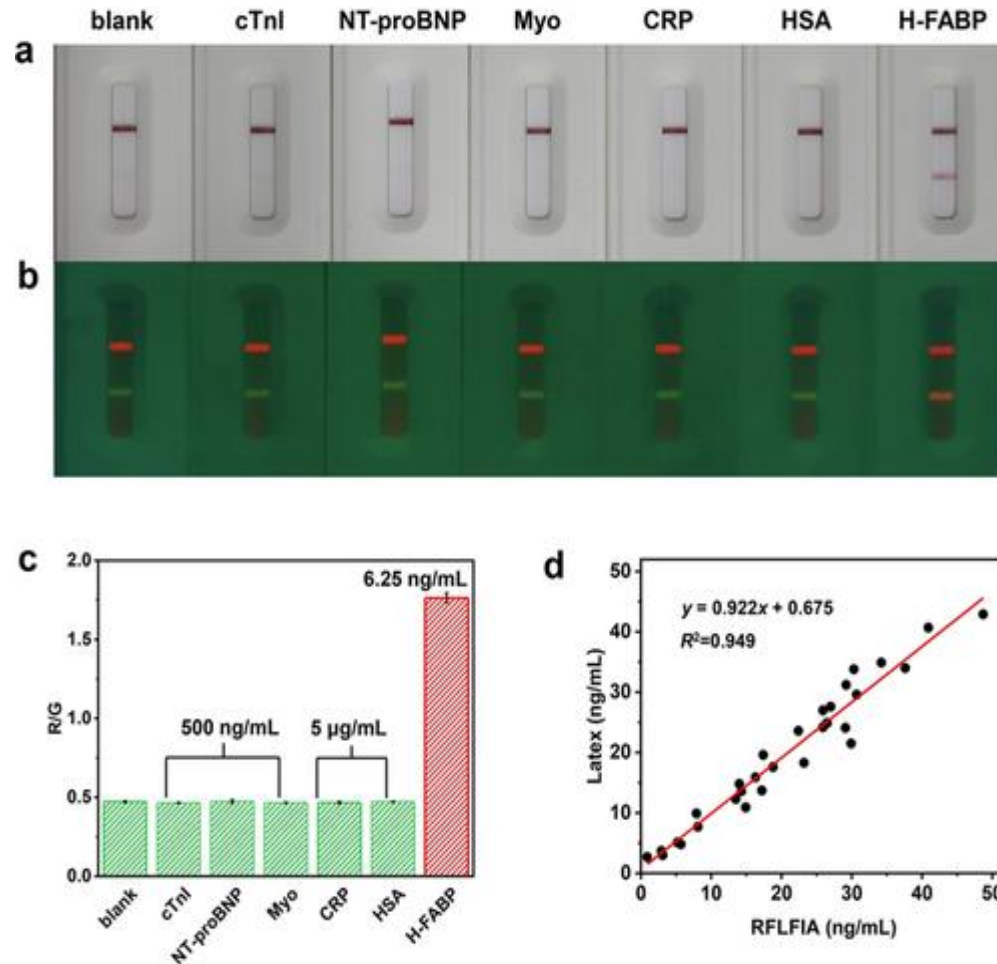 blank cTnI NT-proBNP Myo CRP HSA H-FABP
a
b
c
2.0
1.5
1.0
0.5
0.0
R/G
6.25 ng/mL
500 ng/mL
5 μg/mL
blank
cTnI
NT-proBNP
Myo
CRP
HSA
H-FABP
d
50
40
30
20
10
0
Latex (ng/mL)
y = 0.922x + 0.675
R²=0.949
0 10 20 30 40 50
RFLFIA (ng/mL)